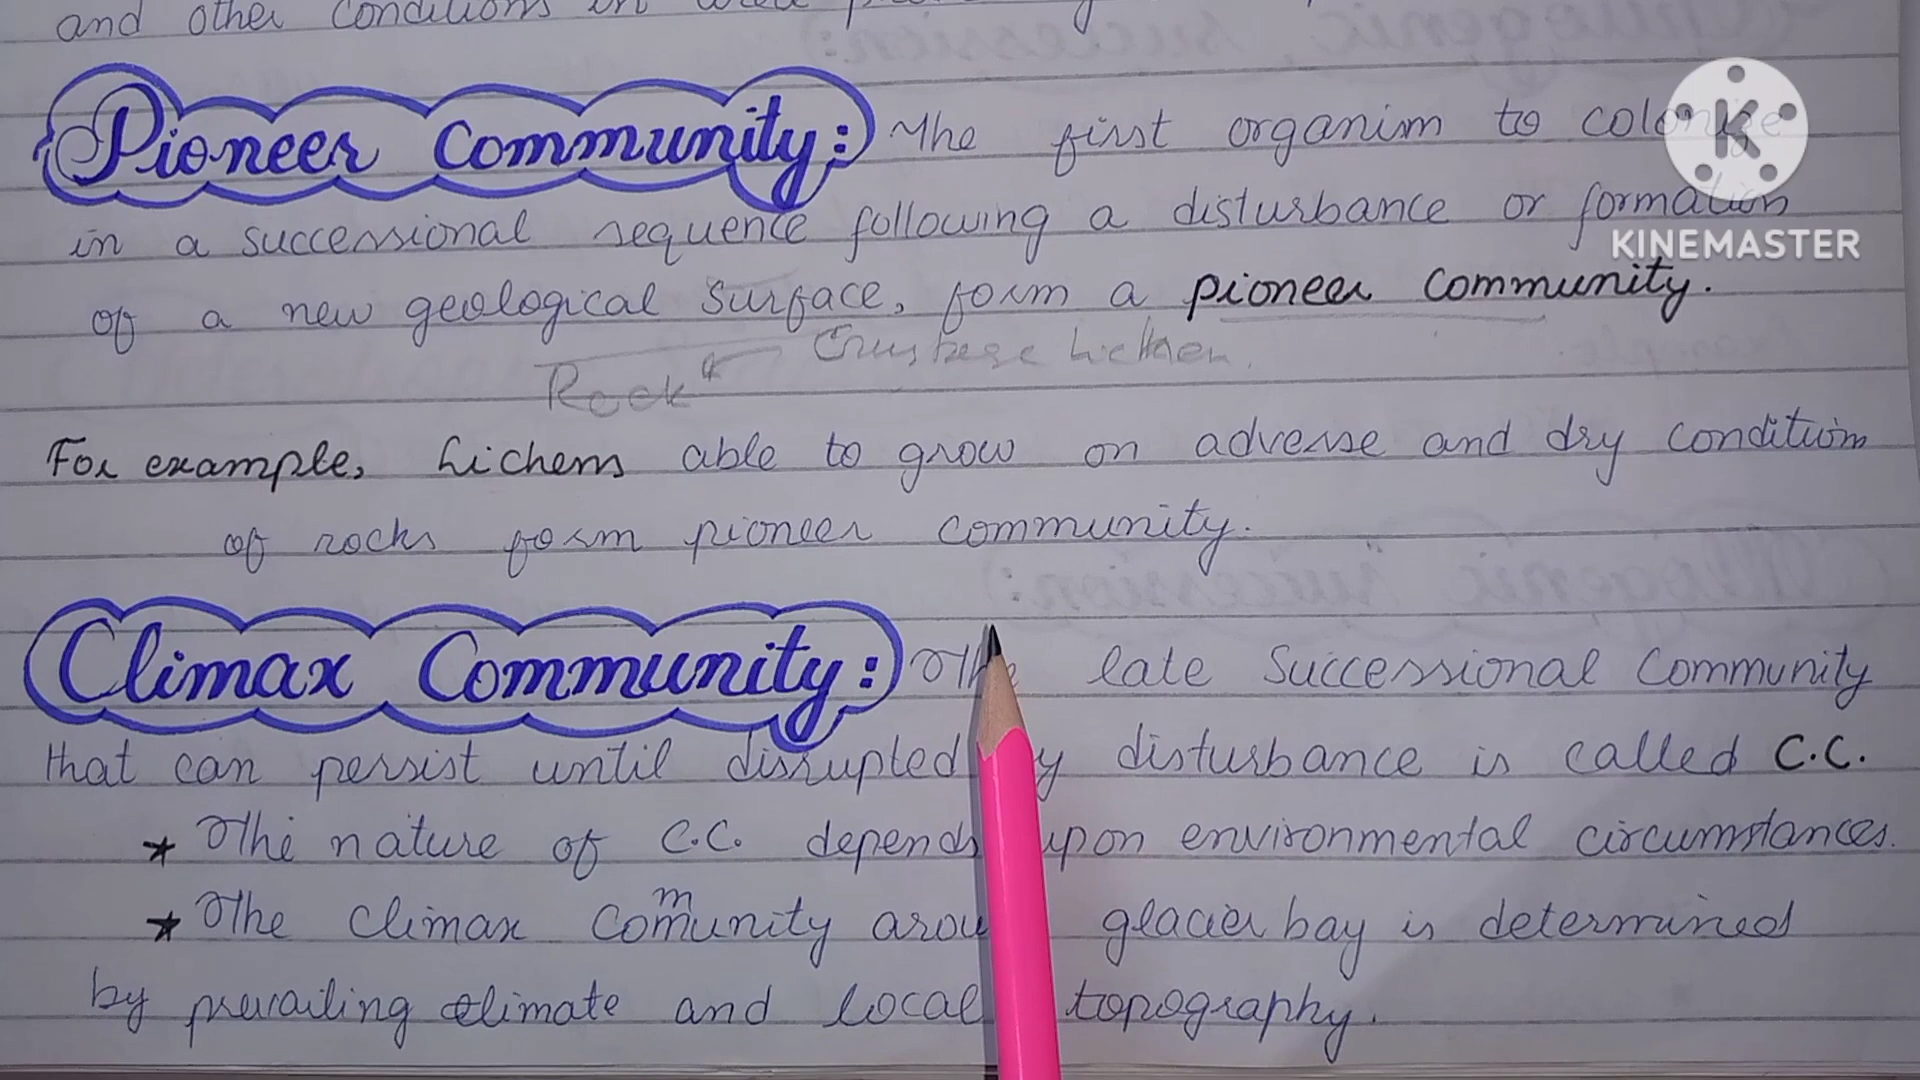 and other conditions in
Pioneer Community: The first organim to colonize
in a successional sequence following a disturbance or formation
of a new geological surface, form a pioneer community.
Crustose Lichen.
Rock
For example, Lichens able to grow on adverse and dry condition
of rocks form pioneer community.
Climax Community: The late Successional Community
that can persist until disrupted by disturbance is called C.C.
* The nature of C.C. depends upon environmental circumstances.
* The climax community around glacier bay is determined
by prevailing climate and local topography.
K
KINEMASTER